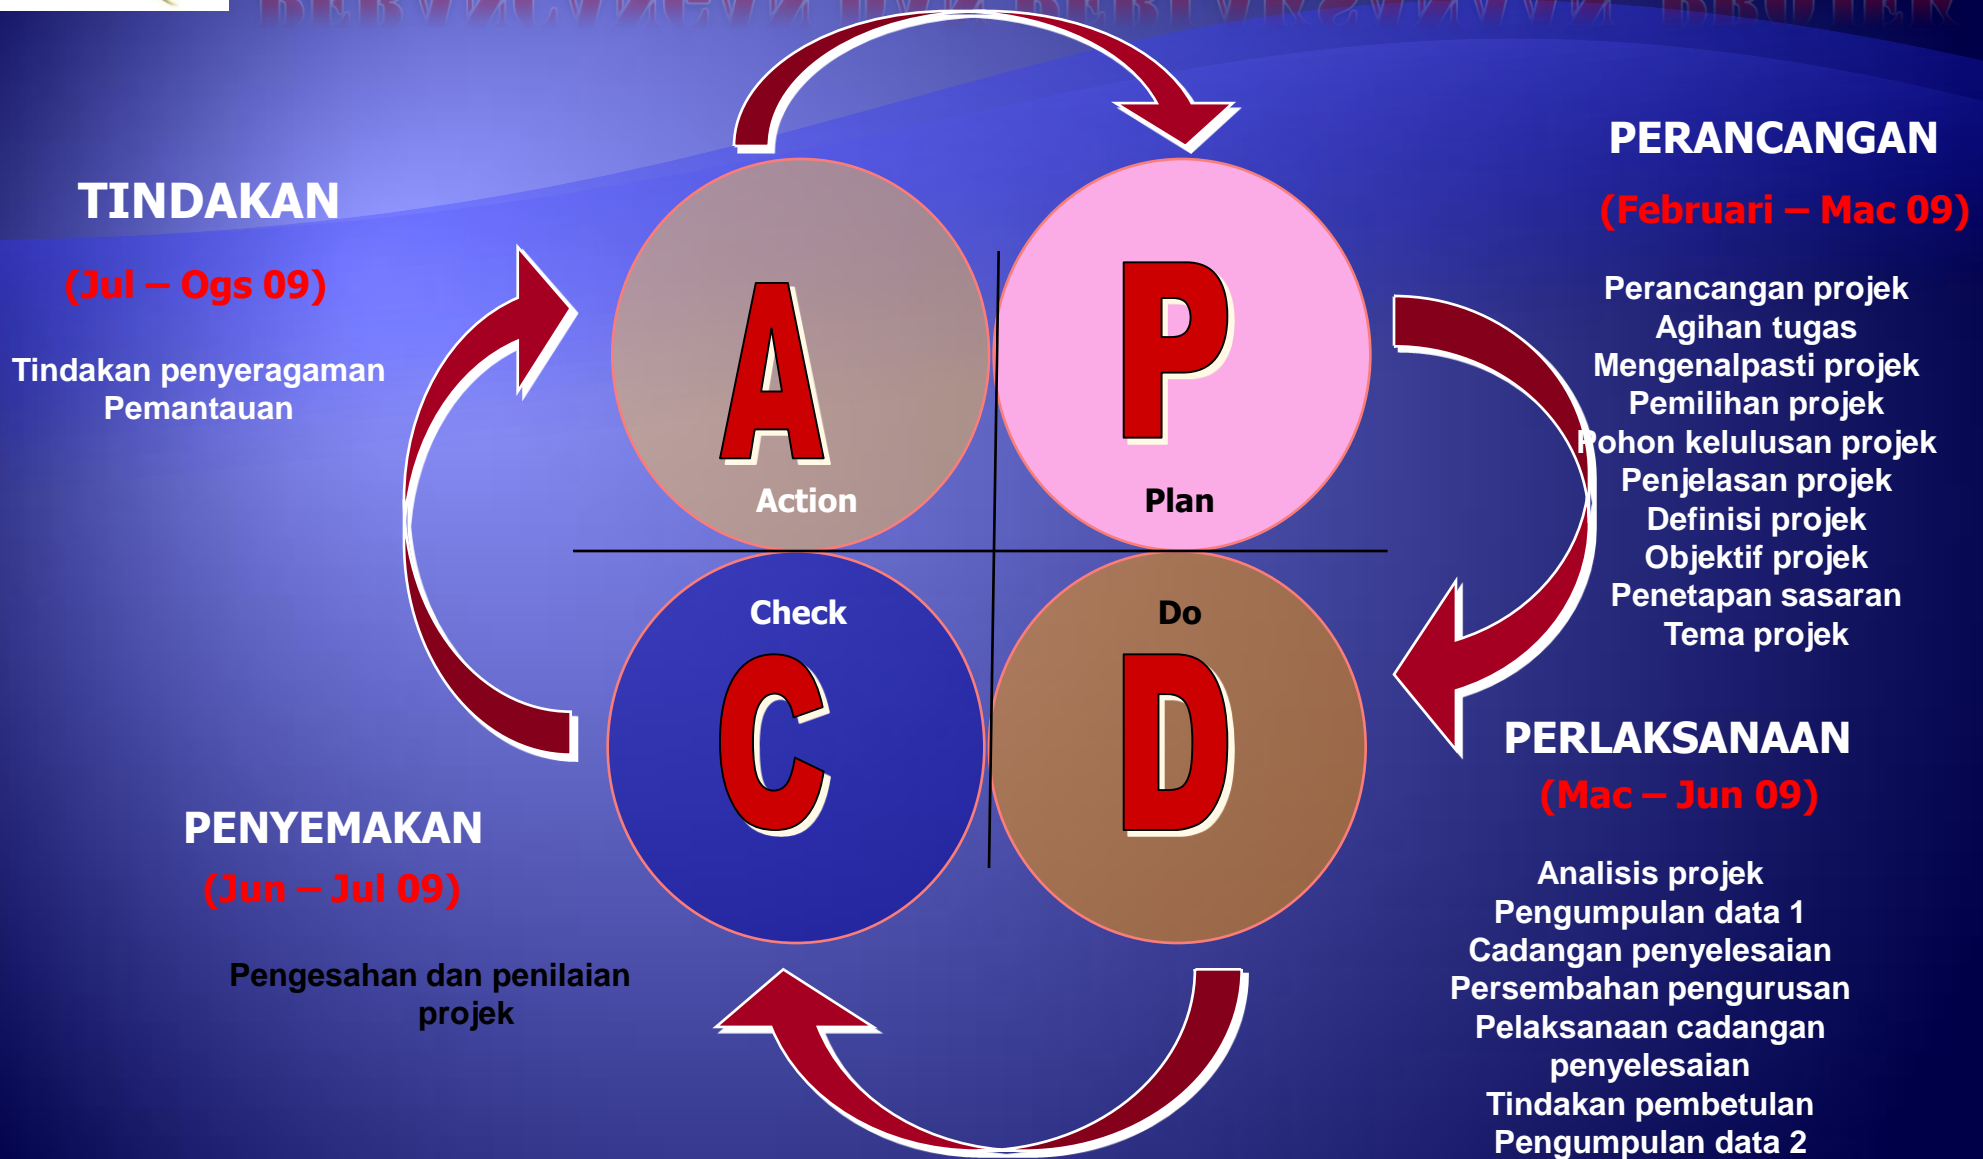 TINDAKAN
(Jul – Ogs 09)
Tindakan penyeragaman
Pemantauan
A
Action
P
Plan
PERANCANGAN
(Februari – Mac 09)
Perancangan projek
Agihan tugas
Mengenalpasti projek
Pemilihan projek
Pohon kelulusan projek
Penjelasan projek
Definisi projek
Objektif projek
Penetapan sasaran
Tema projek
Check
C
Do
D
PENYEMAKAN
(Jun – Jul 09)
Pengesahan dan penilaian
projek
PERLAKSANAAN
(Mac – Jun 09)
Analisis projek
Pengumpulan data 1
Cadangan penyelesaian
Persembahan pengurusan
Pelaksanaan cadangan
penyelesaian
Tindakan pembetulan
Pengumpulan data 2